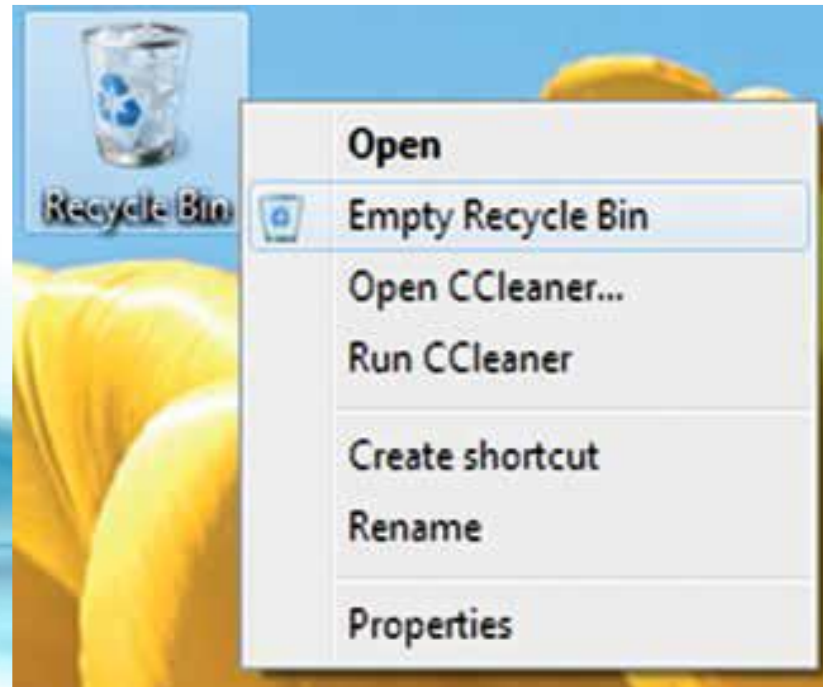 Recycle Bin
Open
Empty Recycle Bin
Open CCleaner...
Run CCleaner
Create shortcut
Rename
Properties